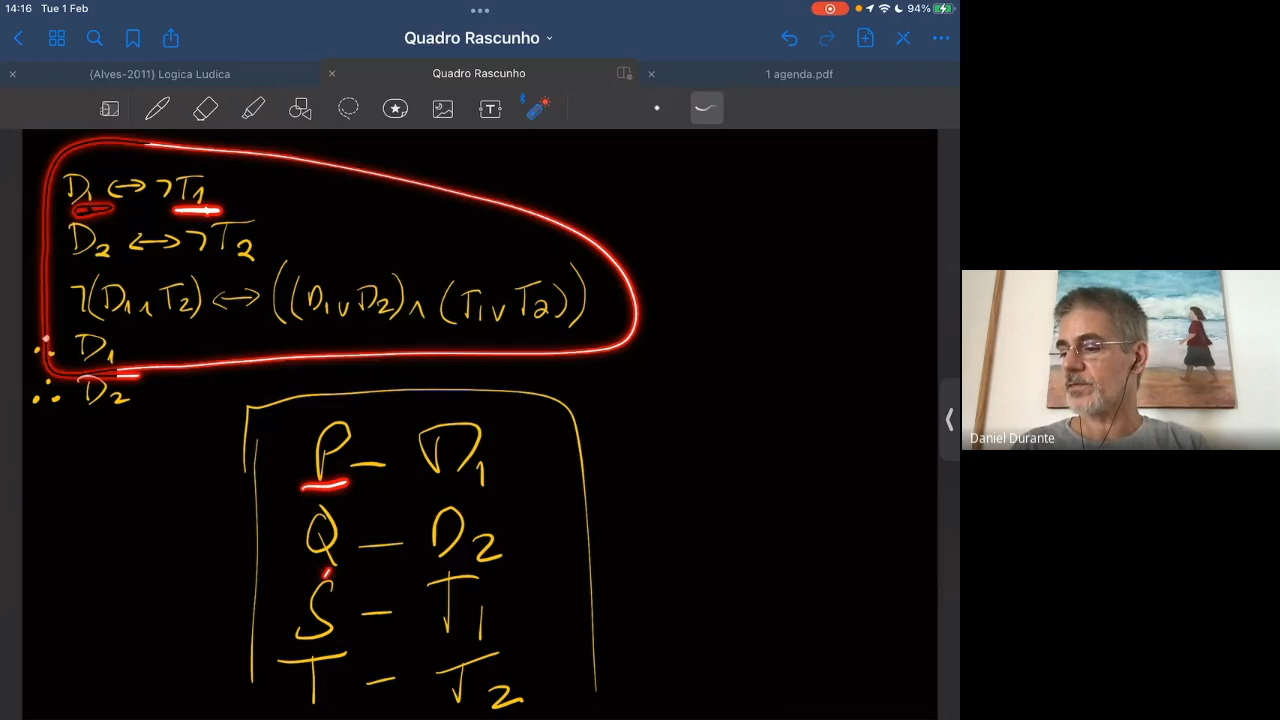 14:16 Tue 1 Feb
94%
Quadro Rascunho
{Alves-2011} Logica Ludica
Quadro Rascunho
1 agenda.pdf
T
D₁ ↔ ¬T₁
D₂ ↔ ¬T₂
¬(D₁ ∧ T₂) ↔ ((D₁ ∨ D₂) ∧ (T₁ ∨ T₂))
∴ D₁
∴ D₂
P – D₁
Q – D₂
S – T₁
T – T₂
Daniel Durante